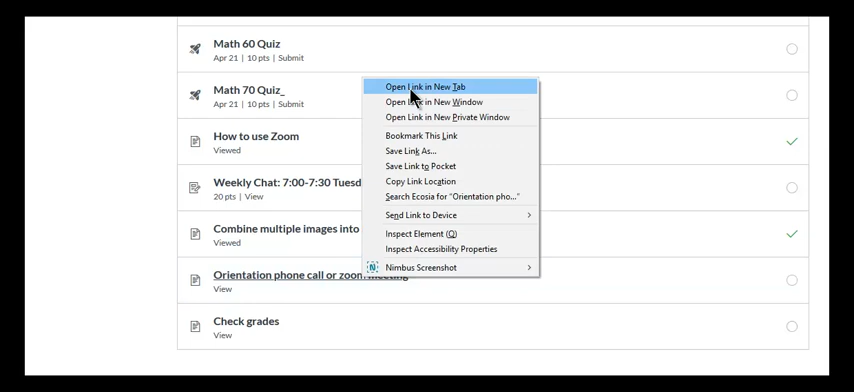 Math 60 Quiz
Apr 21 | 10 pts | Submit
Math 70 Quiz_
Apr 21 | 10 pts | Submit
How to use Zoom
Viewed
Weekly Chat: 7:00-7:30 Tuesd
20 pts | View
Combine multiple images into
Viewed
Orientation phone call or zoom meeting
View
Check grades
View
Open Link in New Tab
Open Link in New Window
Open Link in New Private Window
Bookmark This Link
Save Link As...
Save Link to Pocket
Copy Link Location
Search Ecosia for "Orientation pho..."
Send Link to Device
Inspect Element (Q)
Inspect Accessibility Properties
N Nimbus Screenshot